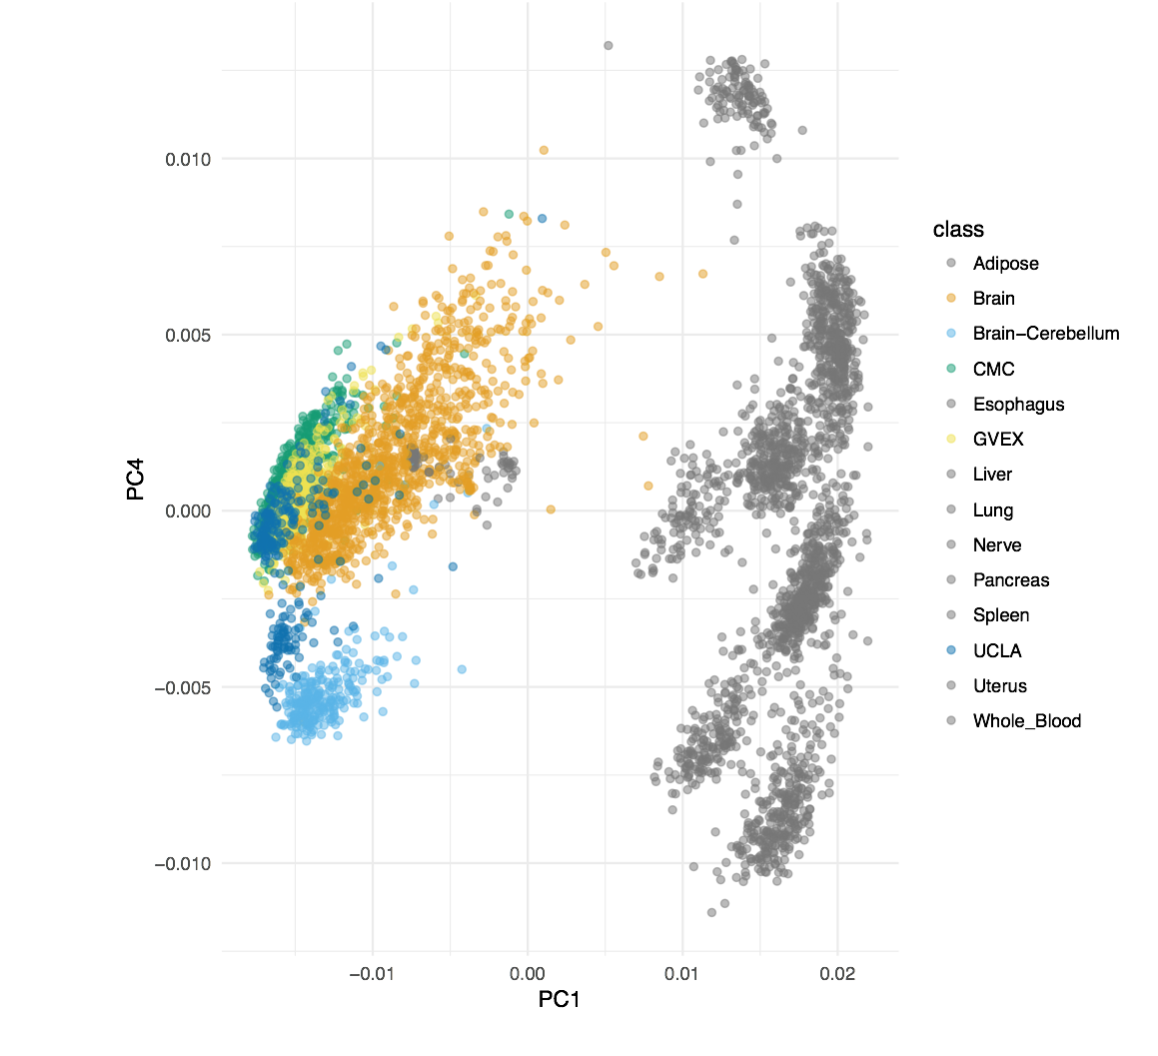 PC4
0.010
0.005
0.000
−0.005
−0.010
−0.01
0.00
0.01
0.02
PC1
class
Adipose
Brain
Brain−Cerebellum
CMC
Esophagus
GVEX
Liver
Lung
Nerve
Pancreas
Spleen
UCLA
Uterus
Whole_Blood